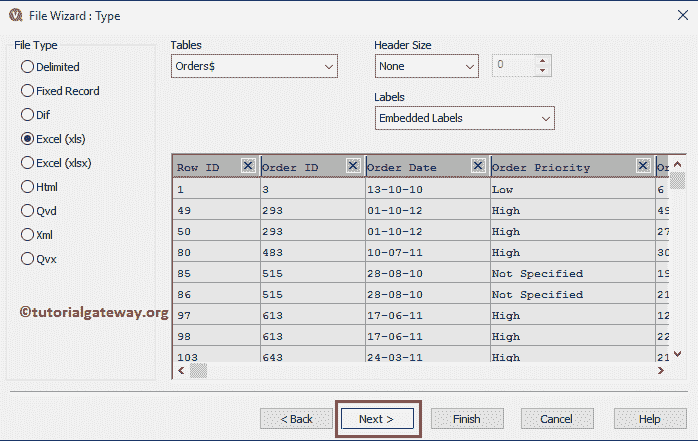 File Wizard : Type
File Type
Delimited
Fixed Record
Dif
Excel (xls)
Excel (xlsx)
Html
Qvd
Xml
Qvx
©tutorialgateway.org
Tables
Orders$
Header Size
None
0
Labels
Embedded Labels
Row ID Order ID Order Date Order Priority Or
1 3 13-10-10 Low 6
49 293 01-10-12 High 49
50 293 01-10-12 High 27
80 483 10-07-11 High 30
85 515 28-08-10 Not Specified 19
86 515 28-08-10 Not Specified 21
97 613 17-06-11 High 12
98 613 17-06-11 High 22
103 643 24-03-11 High 21
< Back Next > Finish Cancel Help